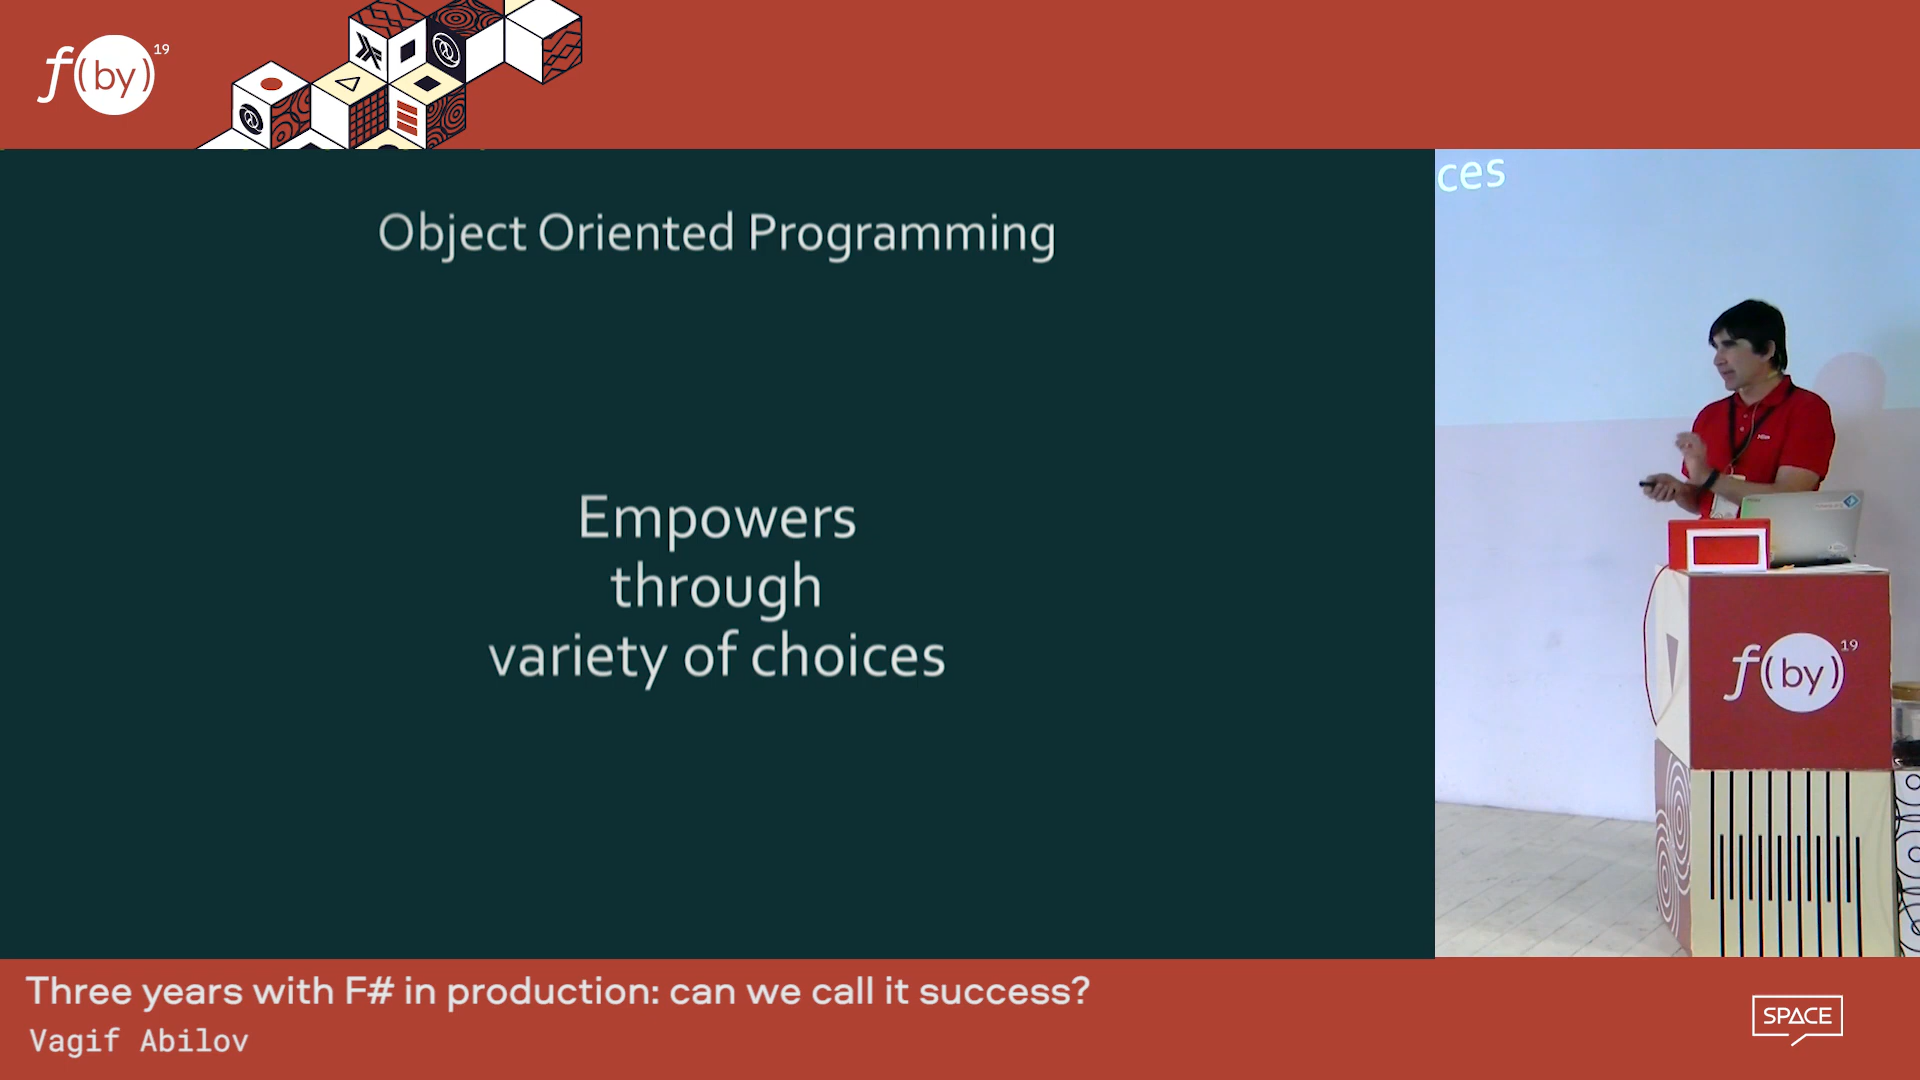 f(by) 19
ces
Object Oriented Programming
Empowers
through
variety of choices
f(by) 19
Three years with F# in production: can we call it success?
Vagif Abilov
SPACE